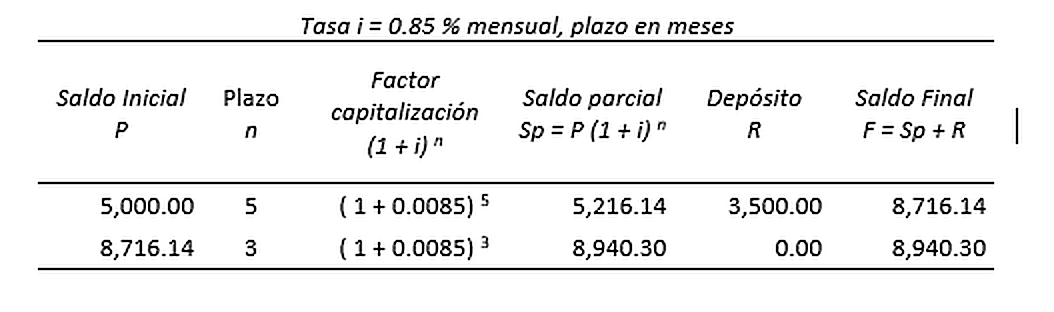 Tasa i = 0.85 % mensual, plazo en meses
Saldo Inicial P Plazo n Factor capitalización (1 + i) ⁿ Saldo parcial Sp = P (1 + i) ⁿ Depósito R Saldo Final F = Sp + R
5,000.00 5 ( 1 + 0.0085) ⁵ 5,216.14 3,500.00 8,716.14
8,716.14 3 ( 1 + 0.0085) ³ 8,940.30 0.00 8,940.30